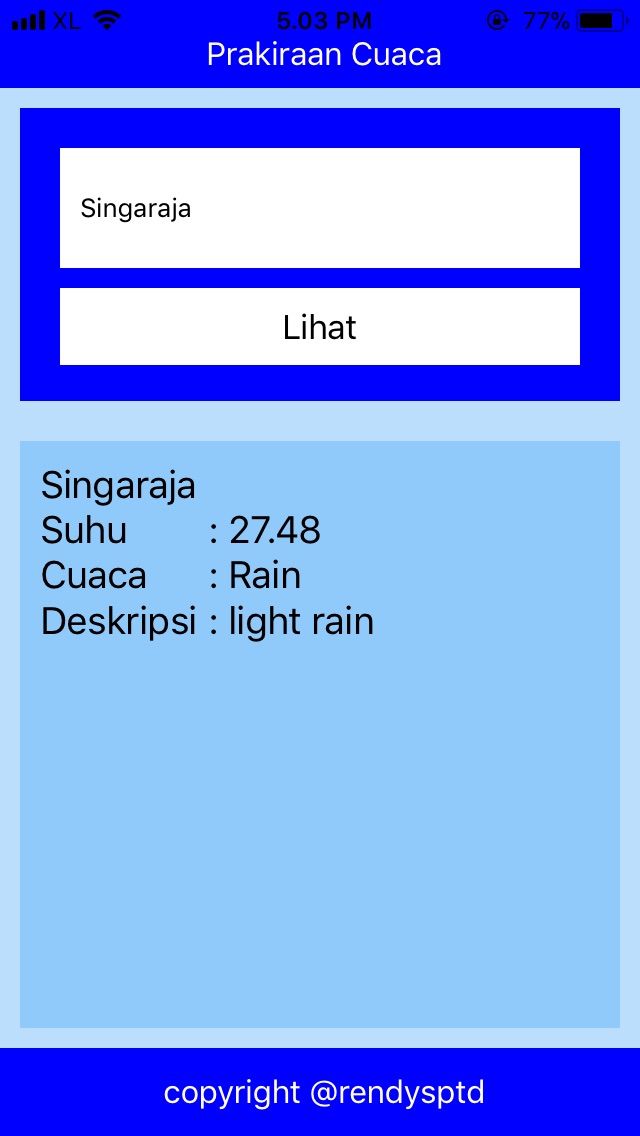 XL 5.03 PM 77%
Prakiraan Cuaca
Singaraja
Lihat
Singaraja
Suhu : 27.48
Cuaca : Rain
Deskripsi : light rain
copyright @rendysptd